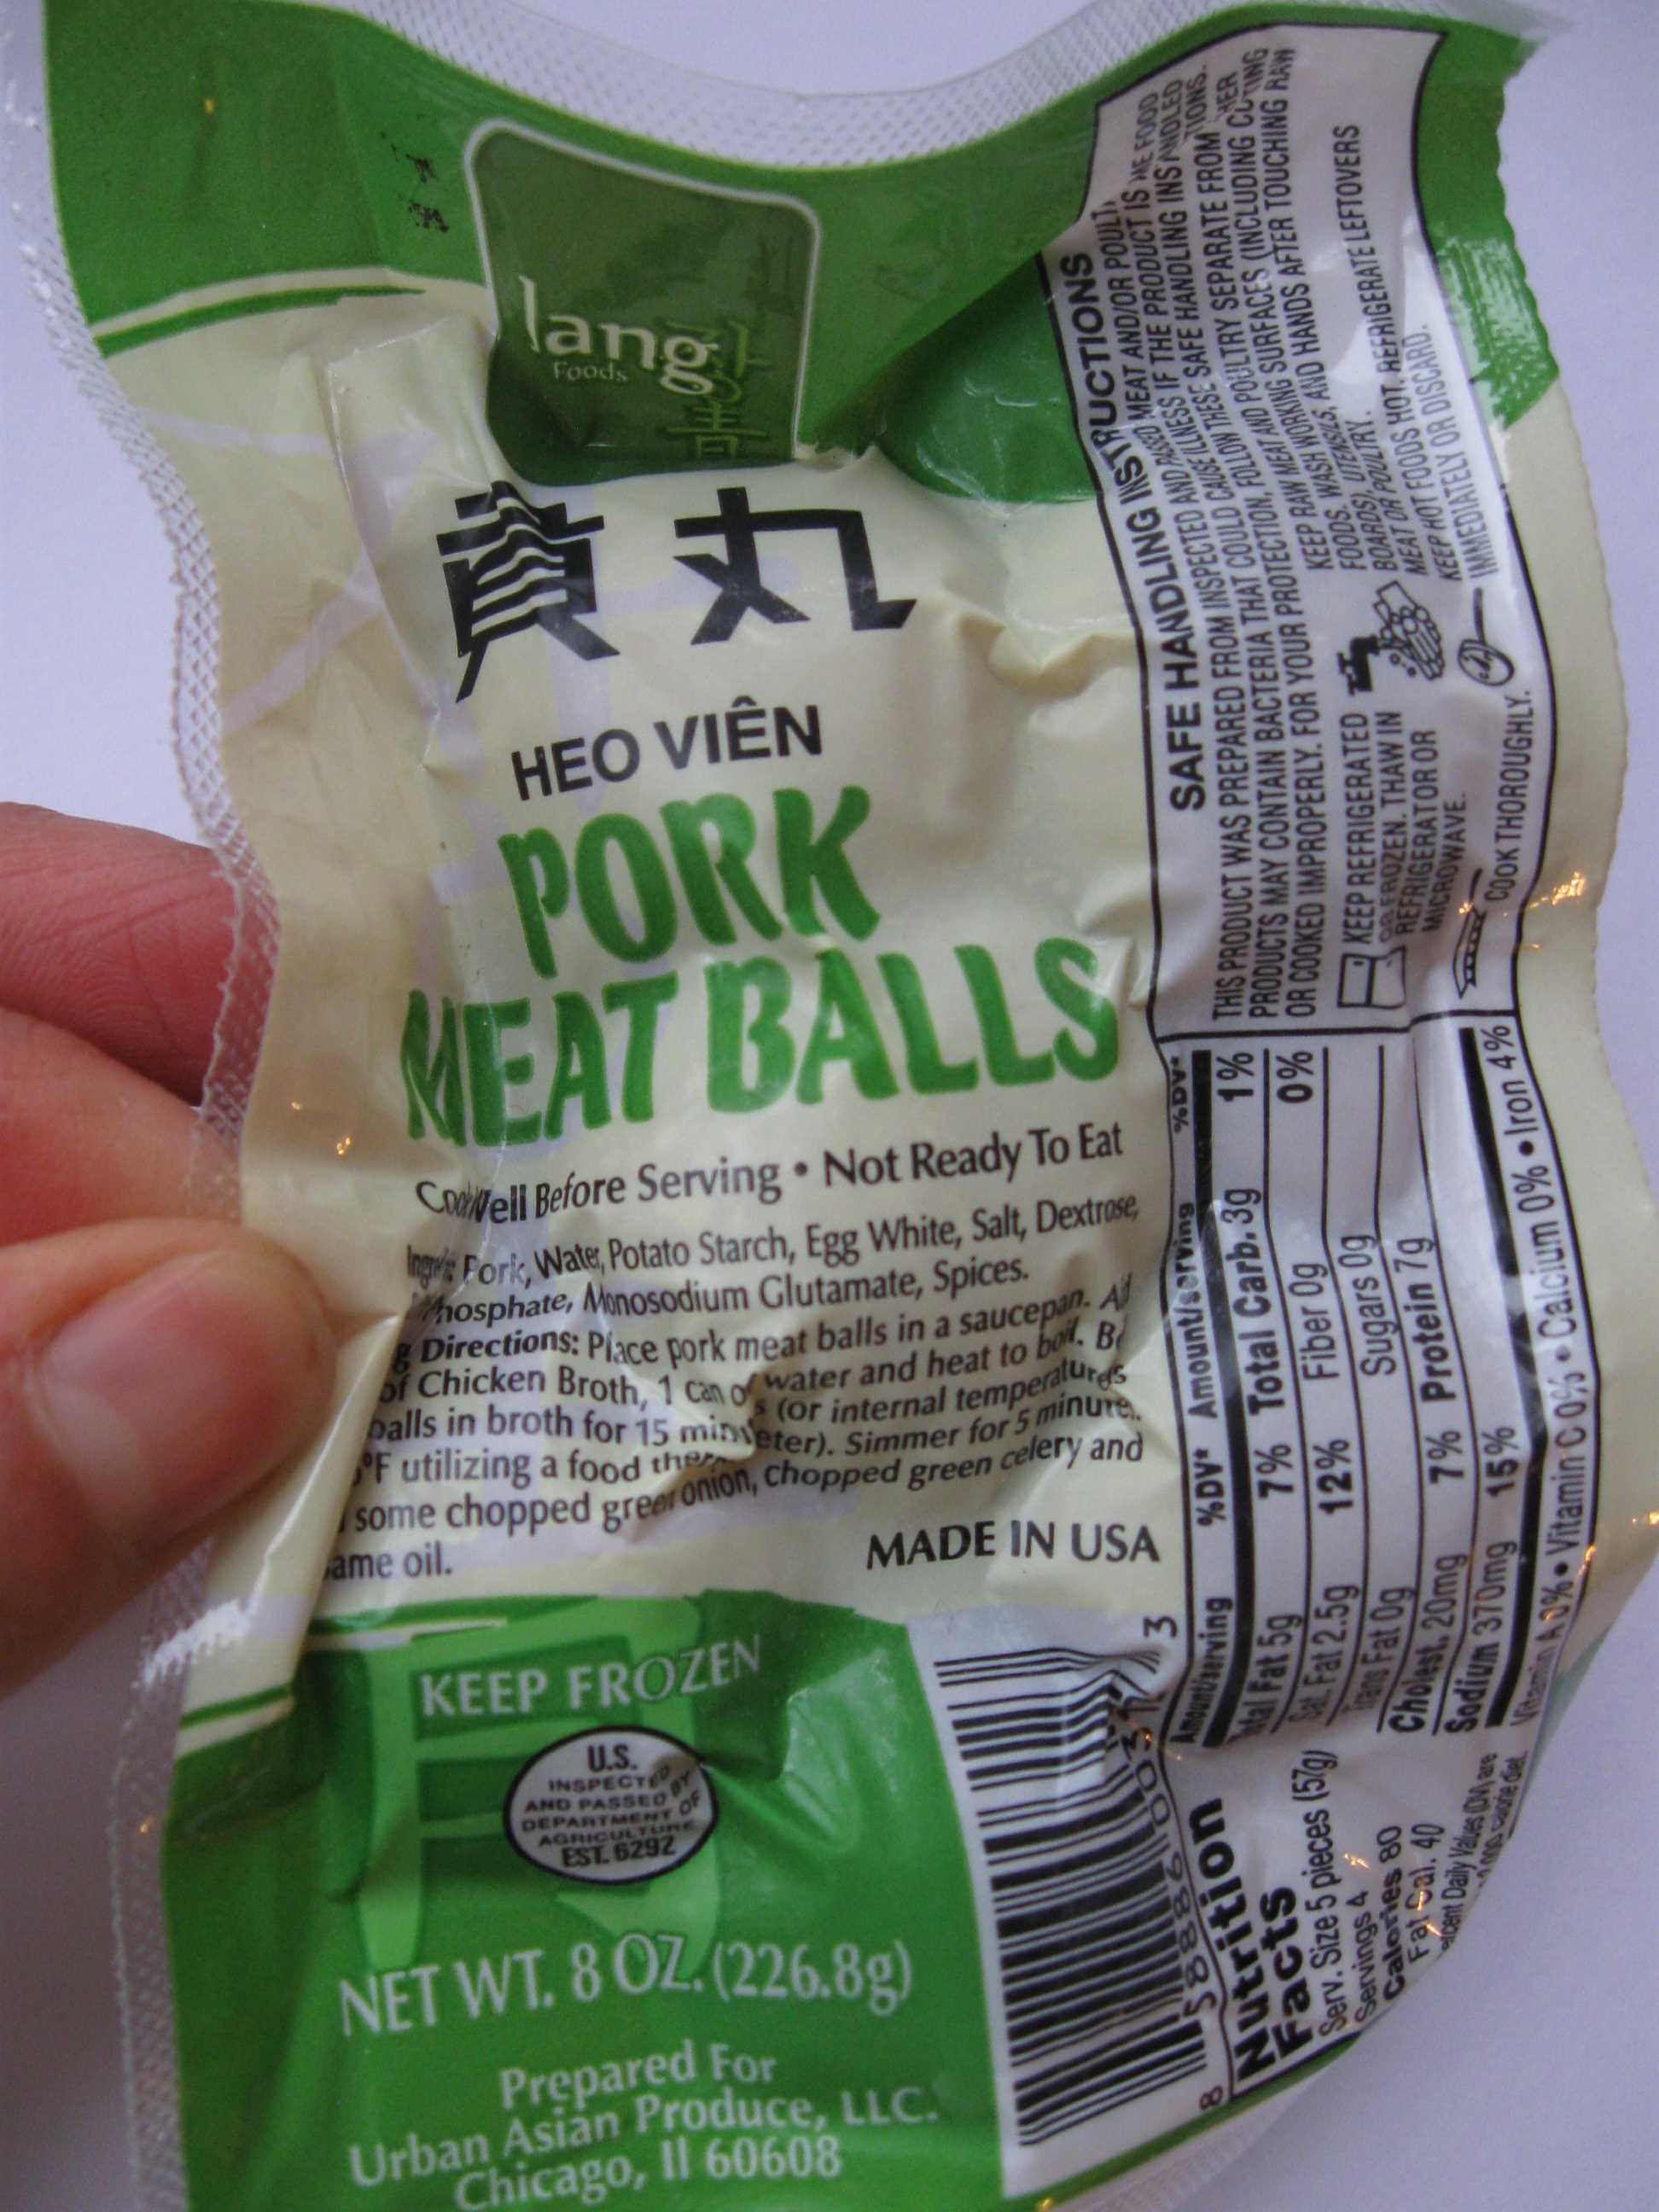 lang
Foods
貢丸
HEO VIÊN
PORK
MEAT BALLS
Well Before Serving • Not Ready To Eat
Pork, Water, Potato Starch, Egg White, Salt, Dextrose,
Phosphate, Monosodium Glutamate, Spices.
Directions: Place pork meat balls in a saucepan.
of Chicken Broth, 1 can of water and heat to boil.
balls in broth for 15 (or internal temperatures
°F utilizing a food Simmer for 5 minutes.
some chopped green onion, chopped green celery and
oil.
MADE IN USA
KEEP FROZEN
U.S.
INSPECTED
AND PASSED BY
DEPARTMENT OF
AGRICULTURE
EST. 6292
NET WT. 8 OZ. (226.8g)
Prepared For
Urban Asian Produce, LLC.
Chicago, Il 60608
SAFE HANDLING INSTRUCTIONS
THIS PRODUCT WAS PREPARED FROM INSPECTED AND MEAT AND/OR
PRODUCTS MAY CONTAIN BACTERIA THAT COULD CAUSE ILLNESS IF THE PRODUCT IS
OR COOKED IMPROPERLY. FOR YOUR PROTECTION, FOLLOW THESE SAFE HANDLING
KEEP REFRIGERATED
OR FROZEN. THAW IN
REFRIGERATOR OR
MICROWAVE.
KEEP RAW MEAT AND POULTRY SEPARATE FROM
FOODS. WASH WORKING SURFACES (INCLUDING CUTTING
BOARDS), UTENSILS, AND HANDS AFTER TOUCHING RAW
MEAT OR POULTRY.
COOK THOROUGHLY.
KEEP HOT FOODS HOT. REFRIGERATE LEFTOVERS
IMMEDIATELY OR DISCARD.
Nutrition
Facts
Serv. Size 5 pieces (57g)
Servings 4
Calories 80
Fat Cal. 40
Daily Values (DV) are
Amount/serving %DV*
Total Fat 5g 7%
Sat. Fat 2.5g 12%
Trans Fat 0g
Cholest. 20mg 7%
Sodium 370mg 15%
Amount/serving %DV*
Total Carb. 3g 1%
Fiber 0g 0%
Sugars 0g
Protein 7g
Vitamin A 0% • Vitamin C 0% • Calcium 0% • Iron 4%